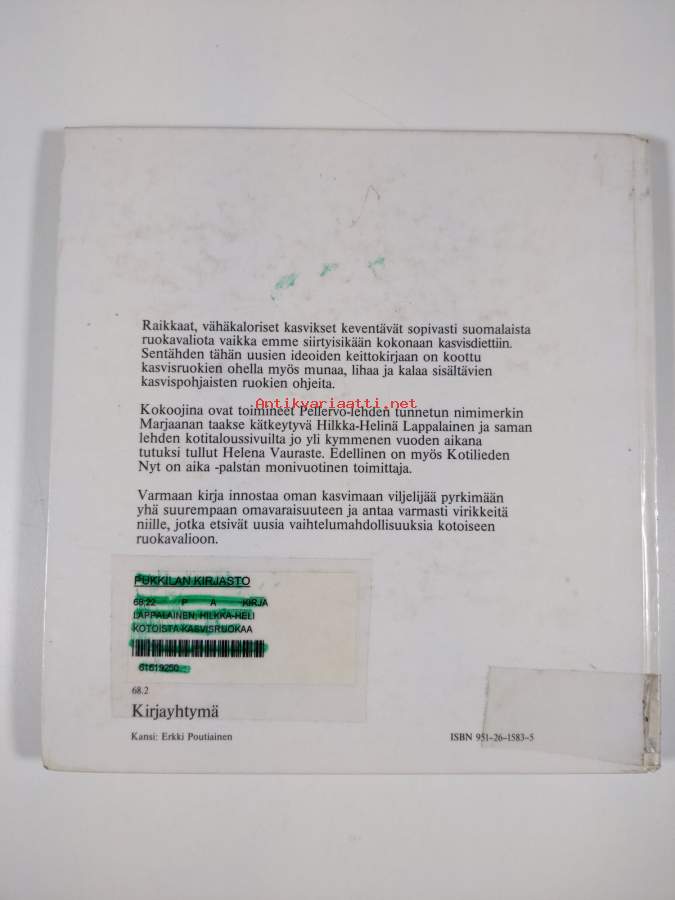 Raikkaat, vähäkaloriset kasvikset keventävät sopivasti suomalaista
ruokavaliota vaikka emme siirtyisikään kokonaan kasvisdiettiin.
Sentähden tähän uusien ideoiden keittokirjaan on koottu
kasvisruokien ohella myös munaa, lihaa ja kalaa sisältävien
kasvispohjaisten ruokien ohjeita.
Antikvariaatti.net
Kokoojina ovat toimineet Pellervo-lehden tunnetun nimimerkin
Marjaanan taakse kätkeytyvä Hilkka-Helinä Lappalainen ja saman
lehden kotitaloussivuilta jo yli kymmenen vuoden aikana
tutuksi tullut Helena Vauraste. Edellinen on myös Kotilieden
Nyt on aika -palstan monivuotinen toimittaja.
Varmaan kirja innostaa oman kasvimaan viljelijää pyrkimään
yhä suurempaan omavaraisuuteen ja antaa varmasti virikkeitä
niille, jotka etsivät uusia vaihtelumahdollisuuksia kotoiseen
ruokavalioon.
PUKKILAN KIRJASTO
68.22 P A KIRJA
LAPPALAINEN, HILKKA-HELI
KOTOISTA KASVISRUOKAA
61619250
68.2
Kirjayhtymä
Kansi: Erkki Poutiainen
ISBN 951-26-1583-5